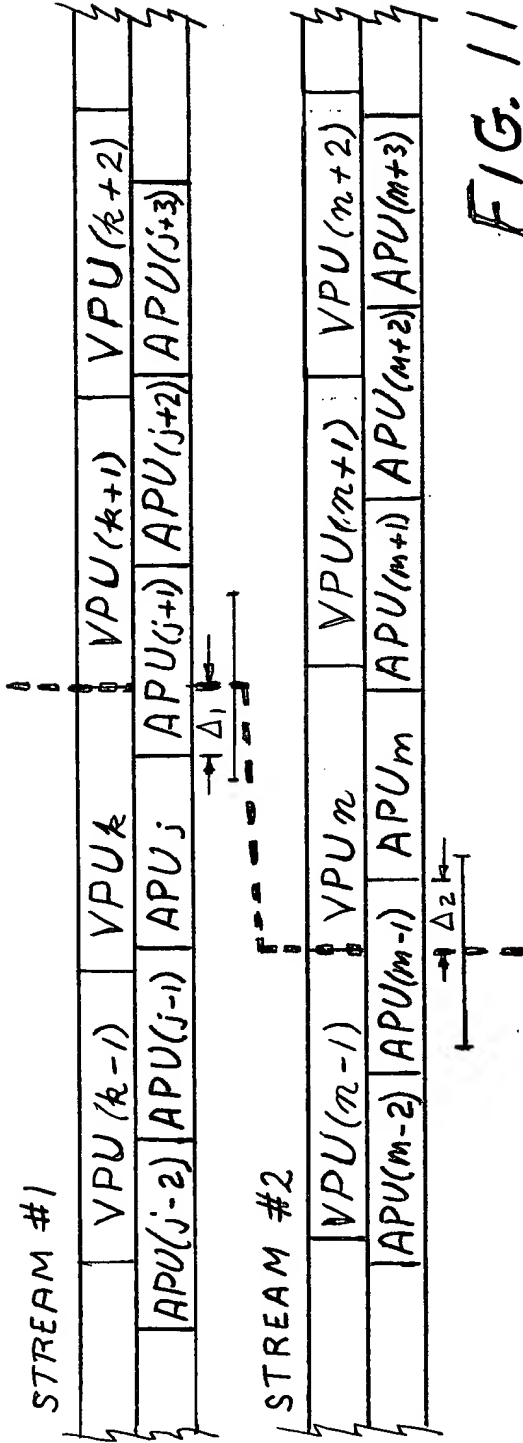 STREAM #1
VPU(k-1) VPUk VPU(k+1) VPU(k+2)
APU(j-2) APU(j-1) APUj APU(j+1) APU(j+2) APU(j+3)
Δ1
STREAM #2
VPU(n-1) VPUn VPU(n+1) VPU(n+2)
APU(m-2) APU(m-1) APUm APU(m+1) APU(m+2) APU(m+3)
Δ2
FIG. 11